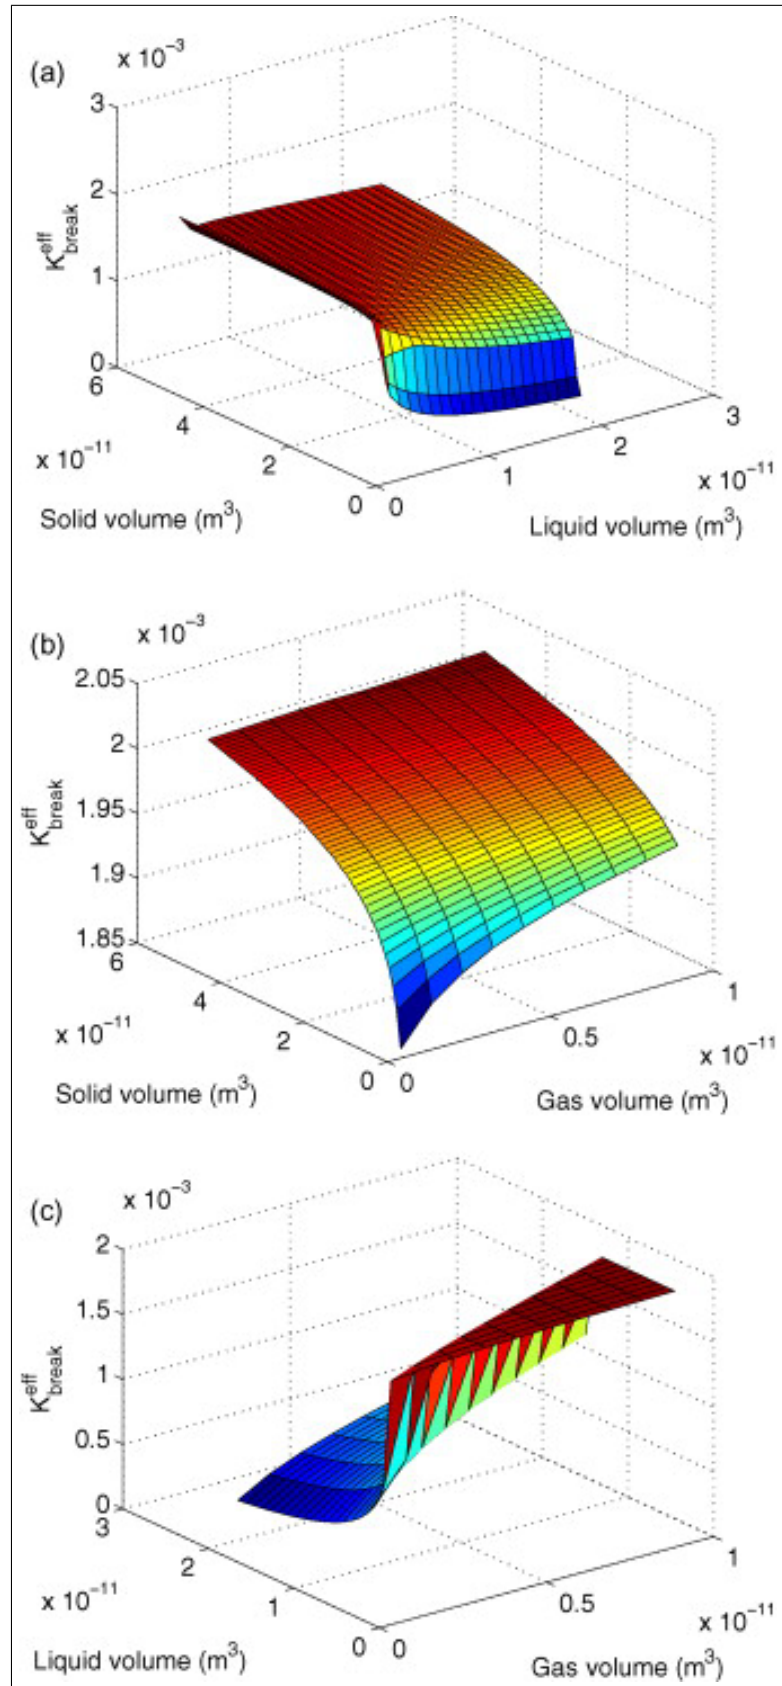 (a)
x 10⁻³
3
2
1
0
K^eff_break
6
4
2
0
x 10⁻¹¹
Solid volume (m³)
0
1
2
3
x 10⁻¹¹
Liquid volume (m³)
(b)
x 10⁻³
2.05
2
1.95
1.9
1.85
K^eff_break
6
4
2
0
x 10⁻¹¹
Solid volume (m³)
0
0.5
1
x 10⁻¹¹
Gas volume (m³)
(c)
x 10⁻³
2
1.5
1
0.5
0
K^eff_break
3
2
1
0
x 10⁻¹¹
Liquid volume (m³)
0
0.5
1
x 10⁻¹¹
Gas volume (m³)